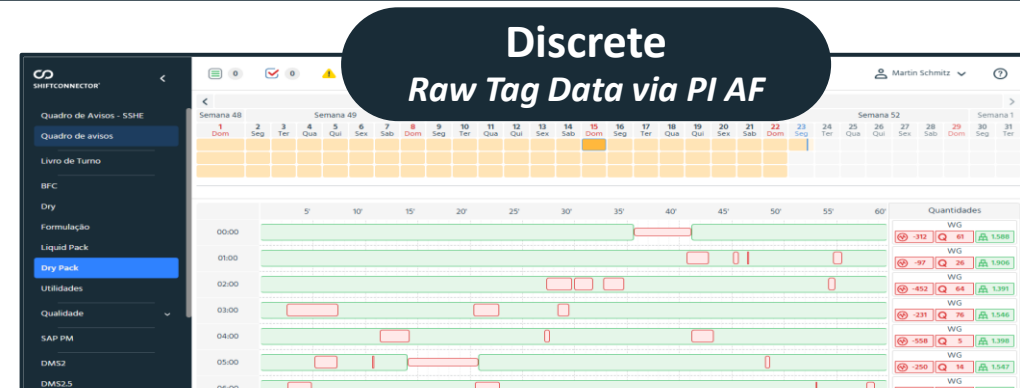 Discrete
Raw Tag Data via PI AF
SHIFTCONNECTOR'
0
0
Martin Schmitz
Quadro de Avisos - SSHE
Quadro de avisos
Livro de Turno
BFC
Dry
Formulação
Liquid Pack
Dry Pack
Utilidades
Qualidade
SAP PM
DMS2
DMS2.5
Semana 48 Semana 49 Semana 52 Semana 1
1 2 3 4 5 6 7 8 9 10 11 12 13 14 15 16 17 18 19 20 21 22 23 24 25 26 27 28 29 30 31
Dom Seg Ter Qua Qui Sex Sab Dom Seg Ter Qua Qui Sex Sab Dom Seg Ter Qua Qui Sex Sab Dom Seg Ter Qua Qui Sex Sab Dom Seg Ter
5' 10' 15' 20' 25' 30' 35' 40' 45' 50' 55' 60' Quantidades
WG
00:00 -312 61 1.588
WG
01:00 -97 26 1.906
WG
02:00 -452 64 1.391
WG
03:00 -231 76 1.546
WG
04:00 -558 5 1.398
WG
05:00 -250 14 1.547
WG
06:00